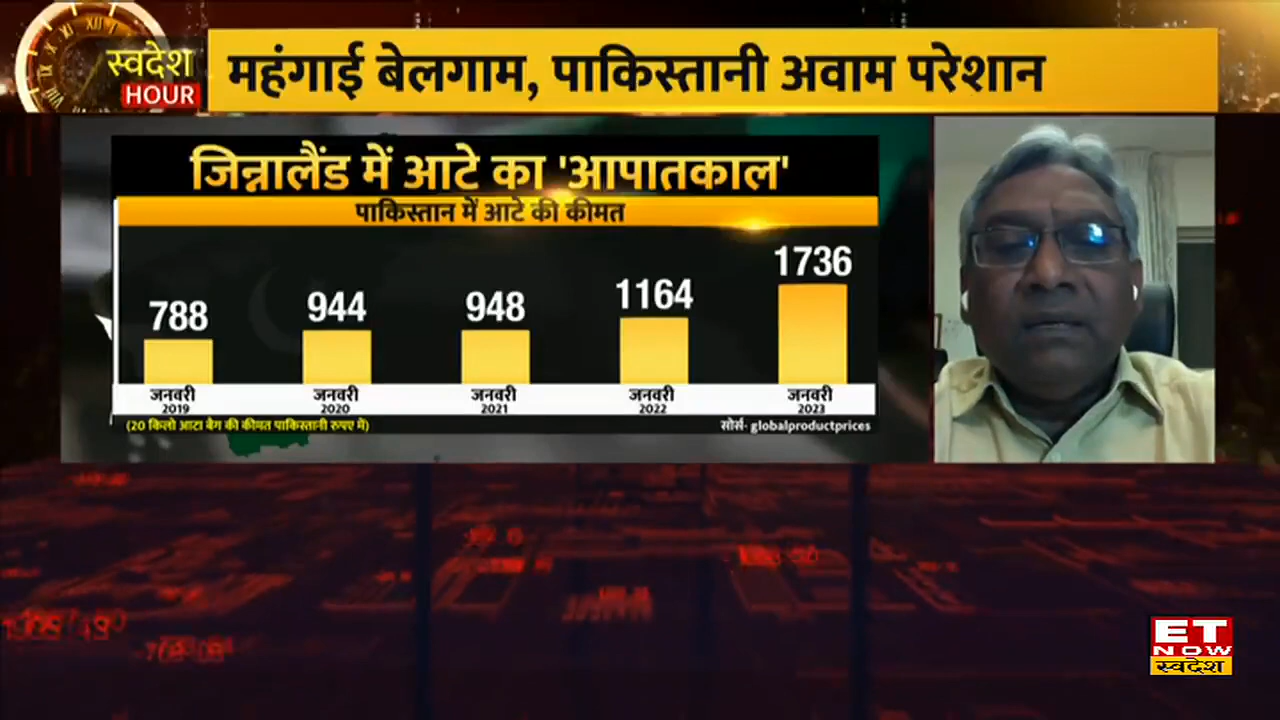 स्वदेश
HOUR
महंगाई बेलगाम, पाकिस्तानी अवाम परेशान
जिन्नालैंड में आटे का 'आपातकाल'
पाकिस्तान में आटे की कीमत
788 944 948 1164 1736
जनवरी जनवरी जनवरी जनवरी जनवरी
2019 2020 2021 2022 2023
(20 किलो आटा बैग की कीमत पाकिस्तानी रुपए में) सोर्स- globalproductprices
ET
NOW
स्वदेश